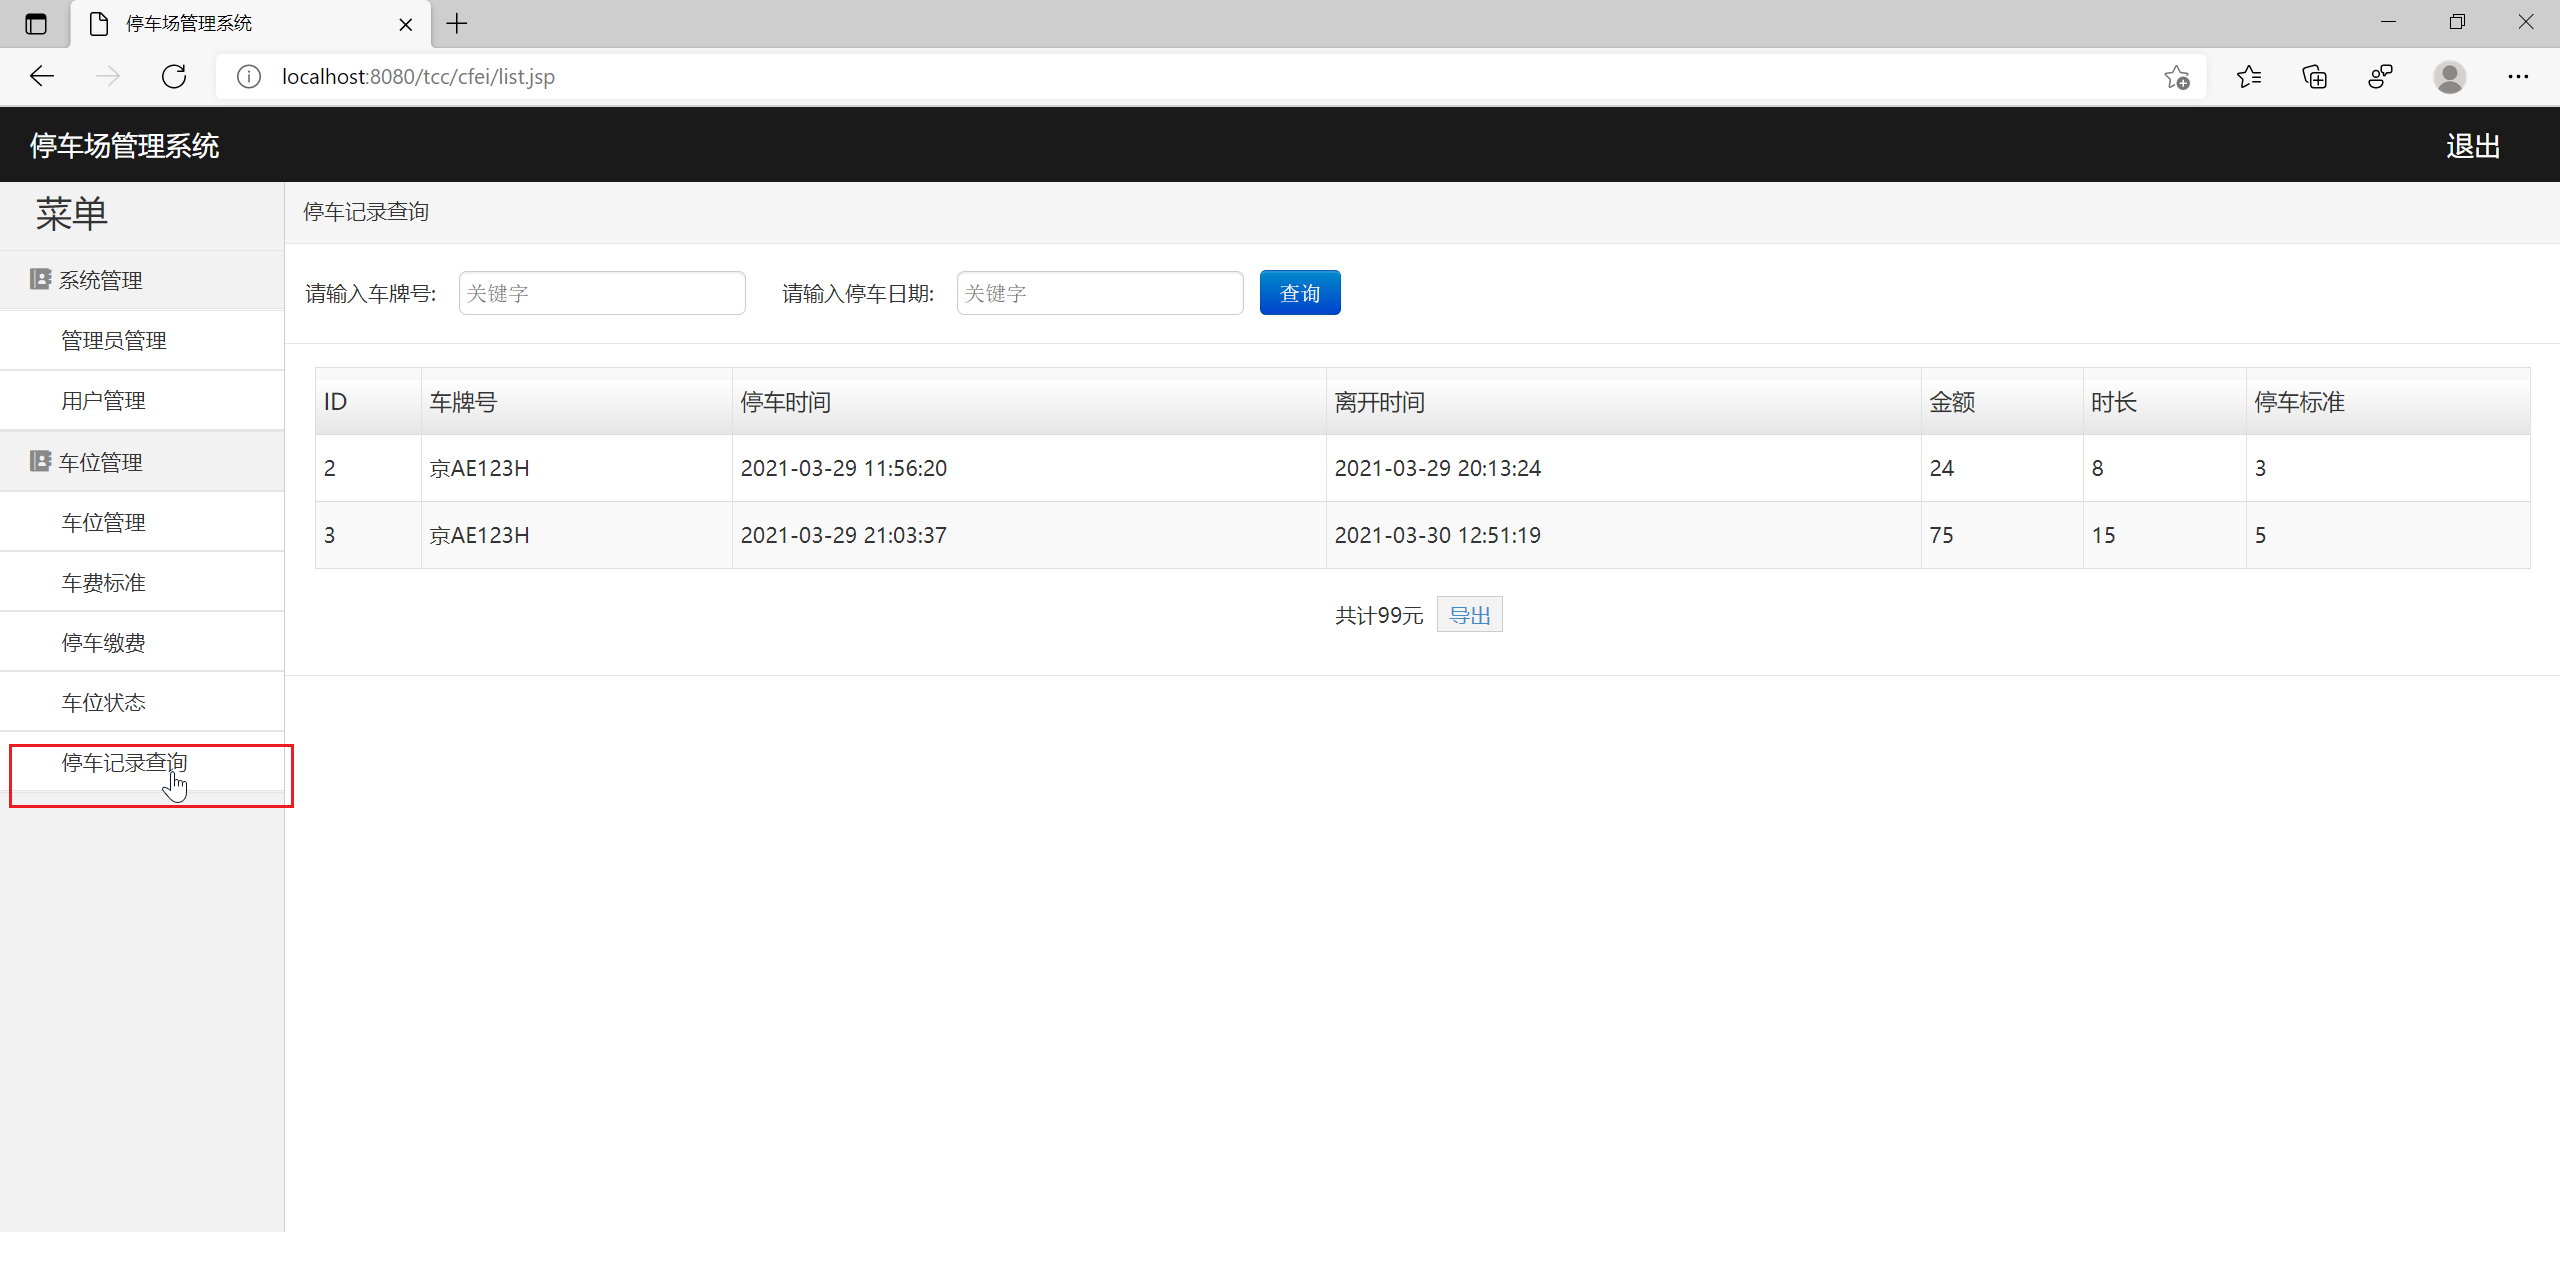 停车场管理系统
localhost:8080/tcc/cfei/list.jsp
停车场管理系统 退出
菜单
系统管理
管理员管理
用户管理
车位管理
车位管理
车费标准
停车缴费
车位状态
停车记录查询
停车记录查询
请输入车牌号: 关键字 请输入停车日期: 关键字 查询
ID 车牌号 停车时间 离开时间 金额 时长 停车标准
2 京AE123H 2021-03-29 11:56:20 2021-03-29 20:13:24 24 8 3
3 京AE123H 2021-03-29 21:03:37 2021-03-30 12:51:19 75 15 5
共计99元 导出